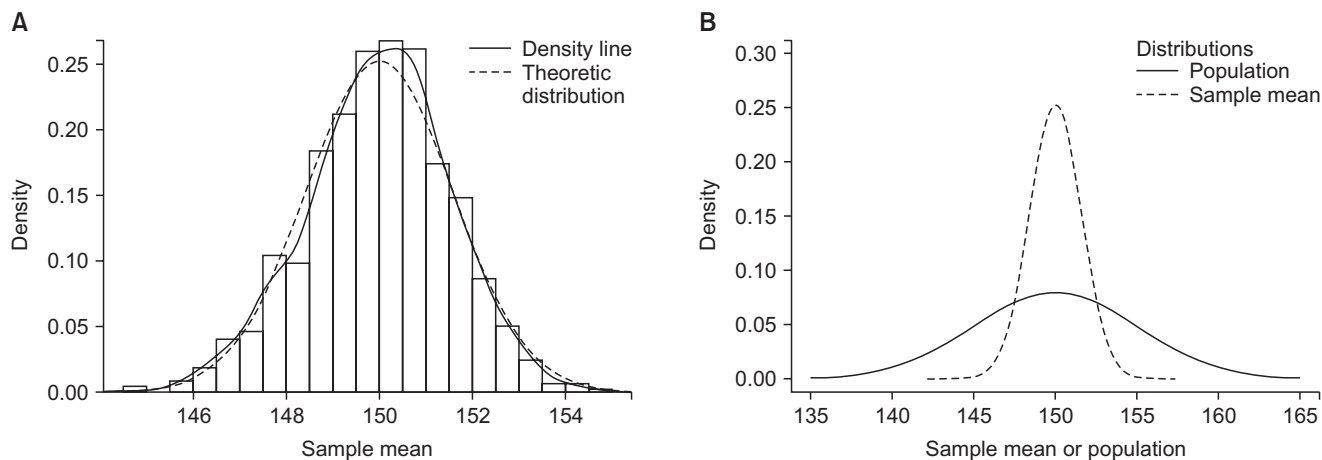 A
Density line
Theoretic
distribution
0.25
0.20
0.15
0.10
0.05
0.00
Density
146 148 150 152 154
Sample mean
B
Distributions
Population
Sample mean
0.30
0.25
0.20
0.15
0.10
0.05
0.00
Density
135 140 145 150 155 160 165
Sample mean or population